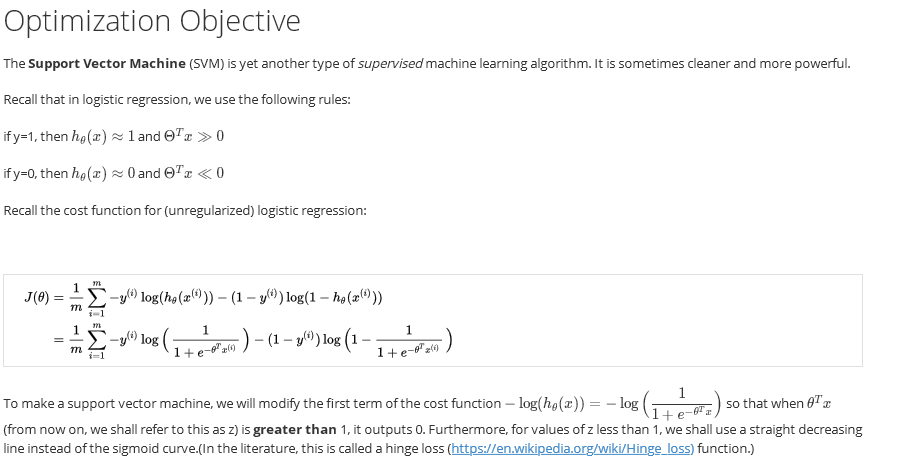 Optimization Objective
The Support Vector Machine (SVM) is yet another type of supervised machine learning algorithm. It is sometimes cleaner and more powerful.
Recall that in logistic regression, we use the following rules:
if y=1, then hθ(x) ≈ 1 and Θ^T x ≫ 0
if y=0, then hθ(x) ≈ 0 and Θ^T x ≪ 0
Recall the cost function for (unregularized) logistic regression:
J(θ) = 1/m ∑_{i=1}^{m} −y^(i) log(hθ(x^(i))) − (1 − y^(i)) log(1 − hθ(x^(i)))
= 1/m ∑_{i=1}^{m} −y^(i) log ( 1/(1 + e^{−θ^T x^(i)}) ) − (1 − y^(i)) log ( 1 − 1/(1 + e^{−θ^T x^(i)}) )
To make a support vector machine, we will modify the first term of the cost function − log(hθ(x)) = − log ( 1/(1 + e^{−θ^T x}) ) so that when θ^T x
(from now on, we shall refer to this as z) is greater than 1, it outputs 0. Furthermore, for values of z less than 1, we shall use a straight decreasing
line instead of the sigmoid curve.(In the literature, this is called a hinge loss (https://en.wikipedia.org/wiki/Hinge_loss) function.)